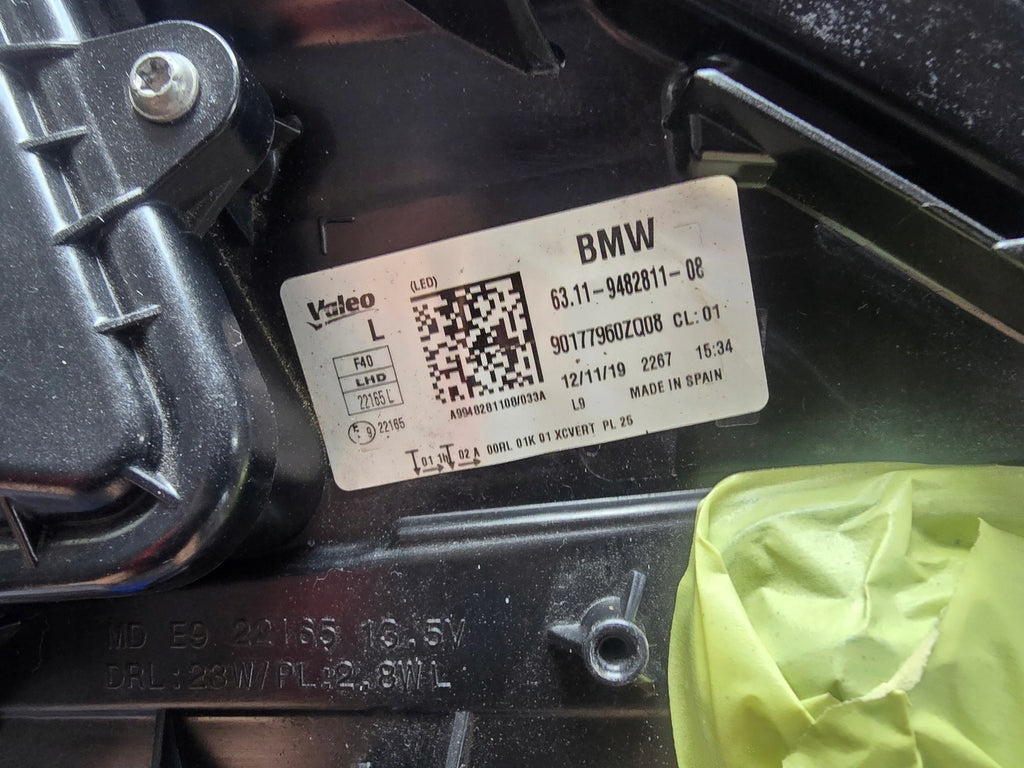 BMW
63.11-9482811-08
90177960ZQ08 CL:01
12/11/19 2267 15:34
L9 MADE IN SPAIN
Valeo
(LED)
L
F40
LHD
22165 L
E9 22165
A9940201100/033A
01 1h 02 A 00RL 01K 01 XCVERT PL 25
MD E9 22165 13.5V
DRL:23W/PL:2.8W L